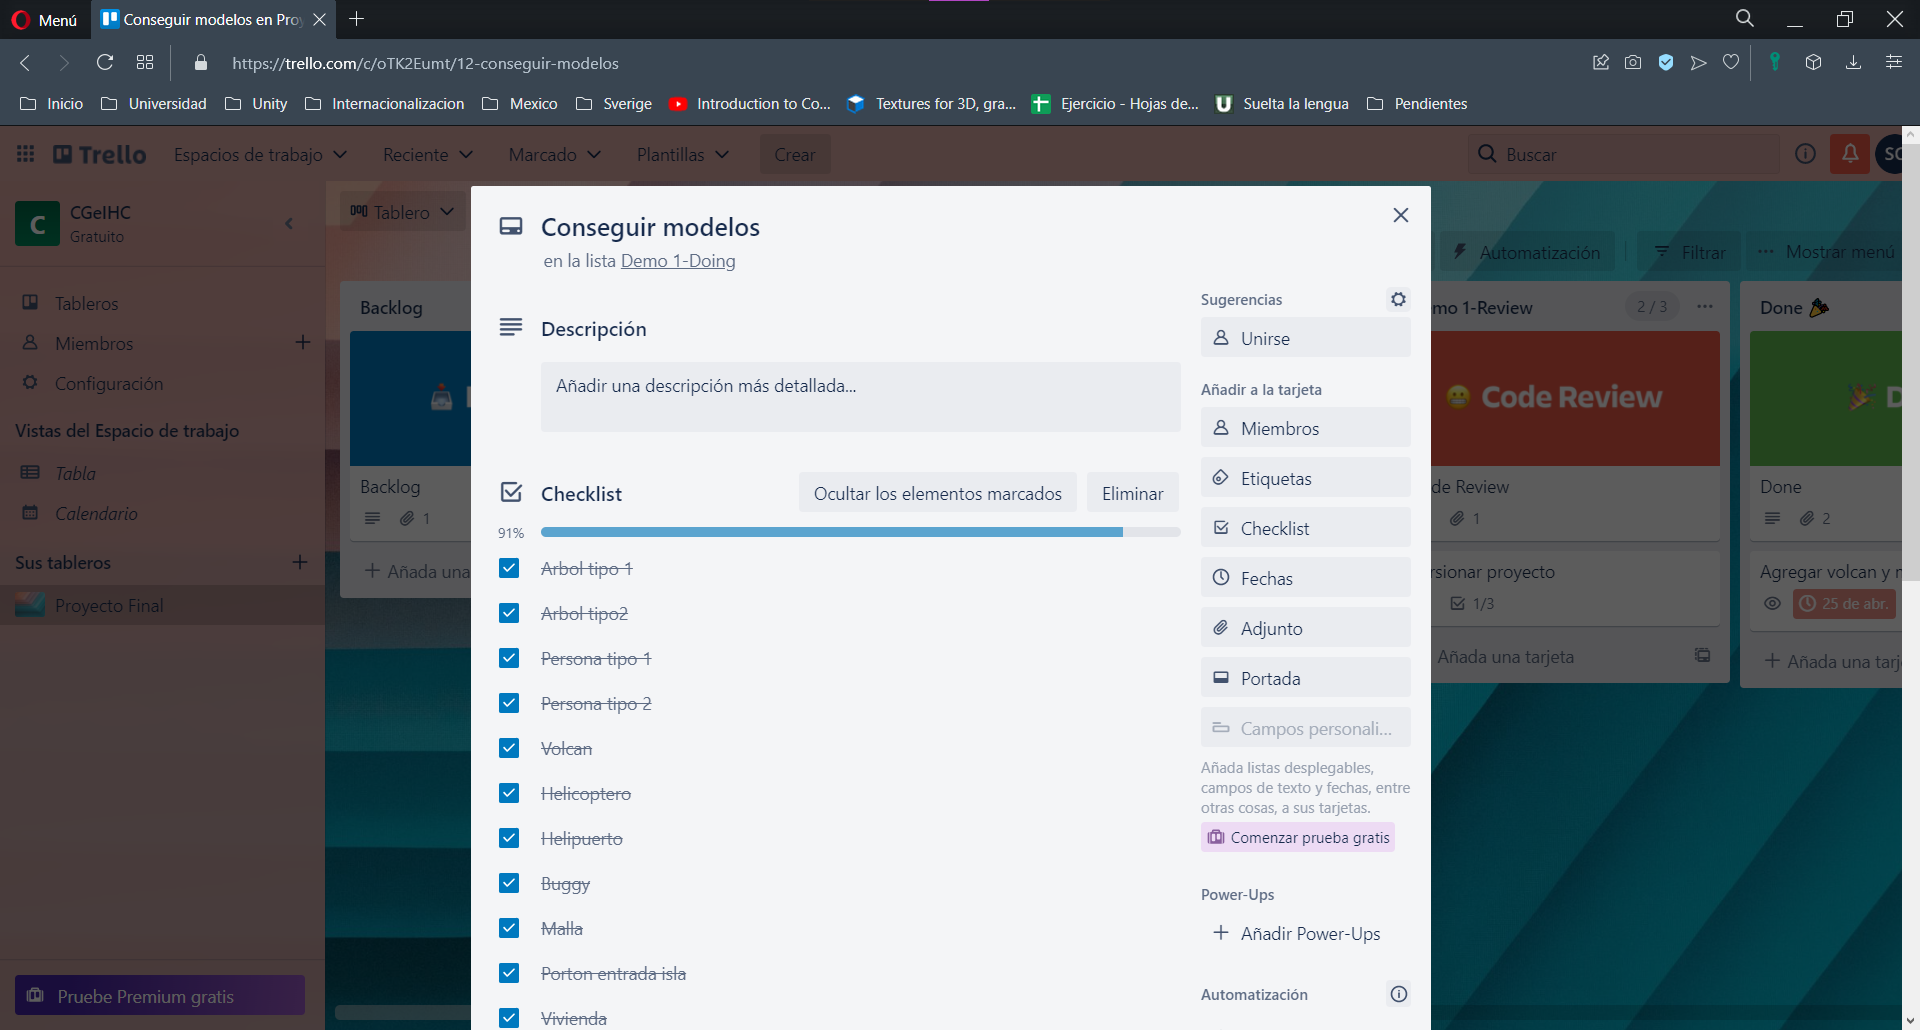 Menú
Conseguir modelos en Pro
https://trello.com/c/oTK2Eumt/12-conseguir-modelos
Inicio
Universidad
Unity
Internacionalizacion
Mexico
Sverige
Introduction to Co...
Textures for 3D, gra...
Ejercicio - Hojas de...
Suelta la lengua
Pendientes
Trello
Espacios de trabajo
Reciente
Marcado
Plantillas
Crear
Buscar
C
CGeIHC
Gratuito
Tableros
Miembros
Configuración
Vistas del Espacio de trabajo
Tabla
Calendario
Sus tableros
Proyecto Final
Pruebe Premium gratis
Tablero
Automatización
Filtrar
Mostrar menú
Backlog
Backlog
1
+ Añada una
Conseguir modelos
en la lista Demo 1-Doing
Descripción
Añadir una descripción más detallada...
Checklist
Ocultar los elementos marcados
Eliminar
91%
Arbol tipo 1
Arbol tipo2
Persona tipo 1
Persona tipo 2
Volcan
Helicoptero
Helipuerto
Buggy
Malla
Porton entrada isla
Vivienda
Sugerencias
Unirse
Añadir a la tarjeta
Miembros
Etiquetas
Checklist
Fechas
Adjunto
Portada
Campos personali...
Añada listas desplegables,
campos de texto y fechas, entre
otras cosas, a sus tarjetas.
Comenzar prueba gratis
Power-Ups
+ Añadir Power-Ups
Automatización
mo 1-Review
2 / 3
Code Review
de Review
1
rsionar proyecto
1/3
Añada una tarjeta
Done
D
Done
2
Agregar volcan y
25 de abr.
+ Añada una tarj